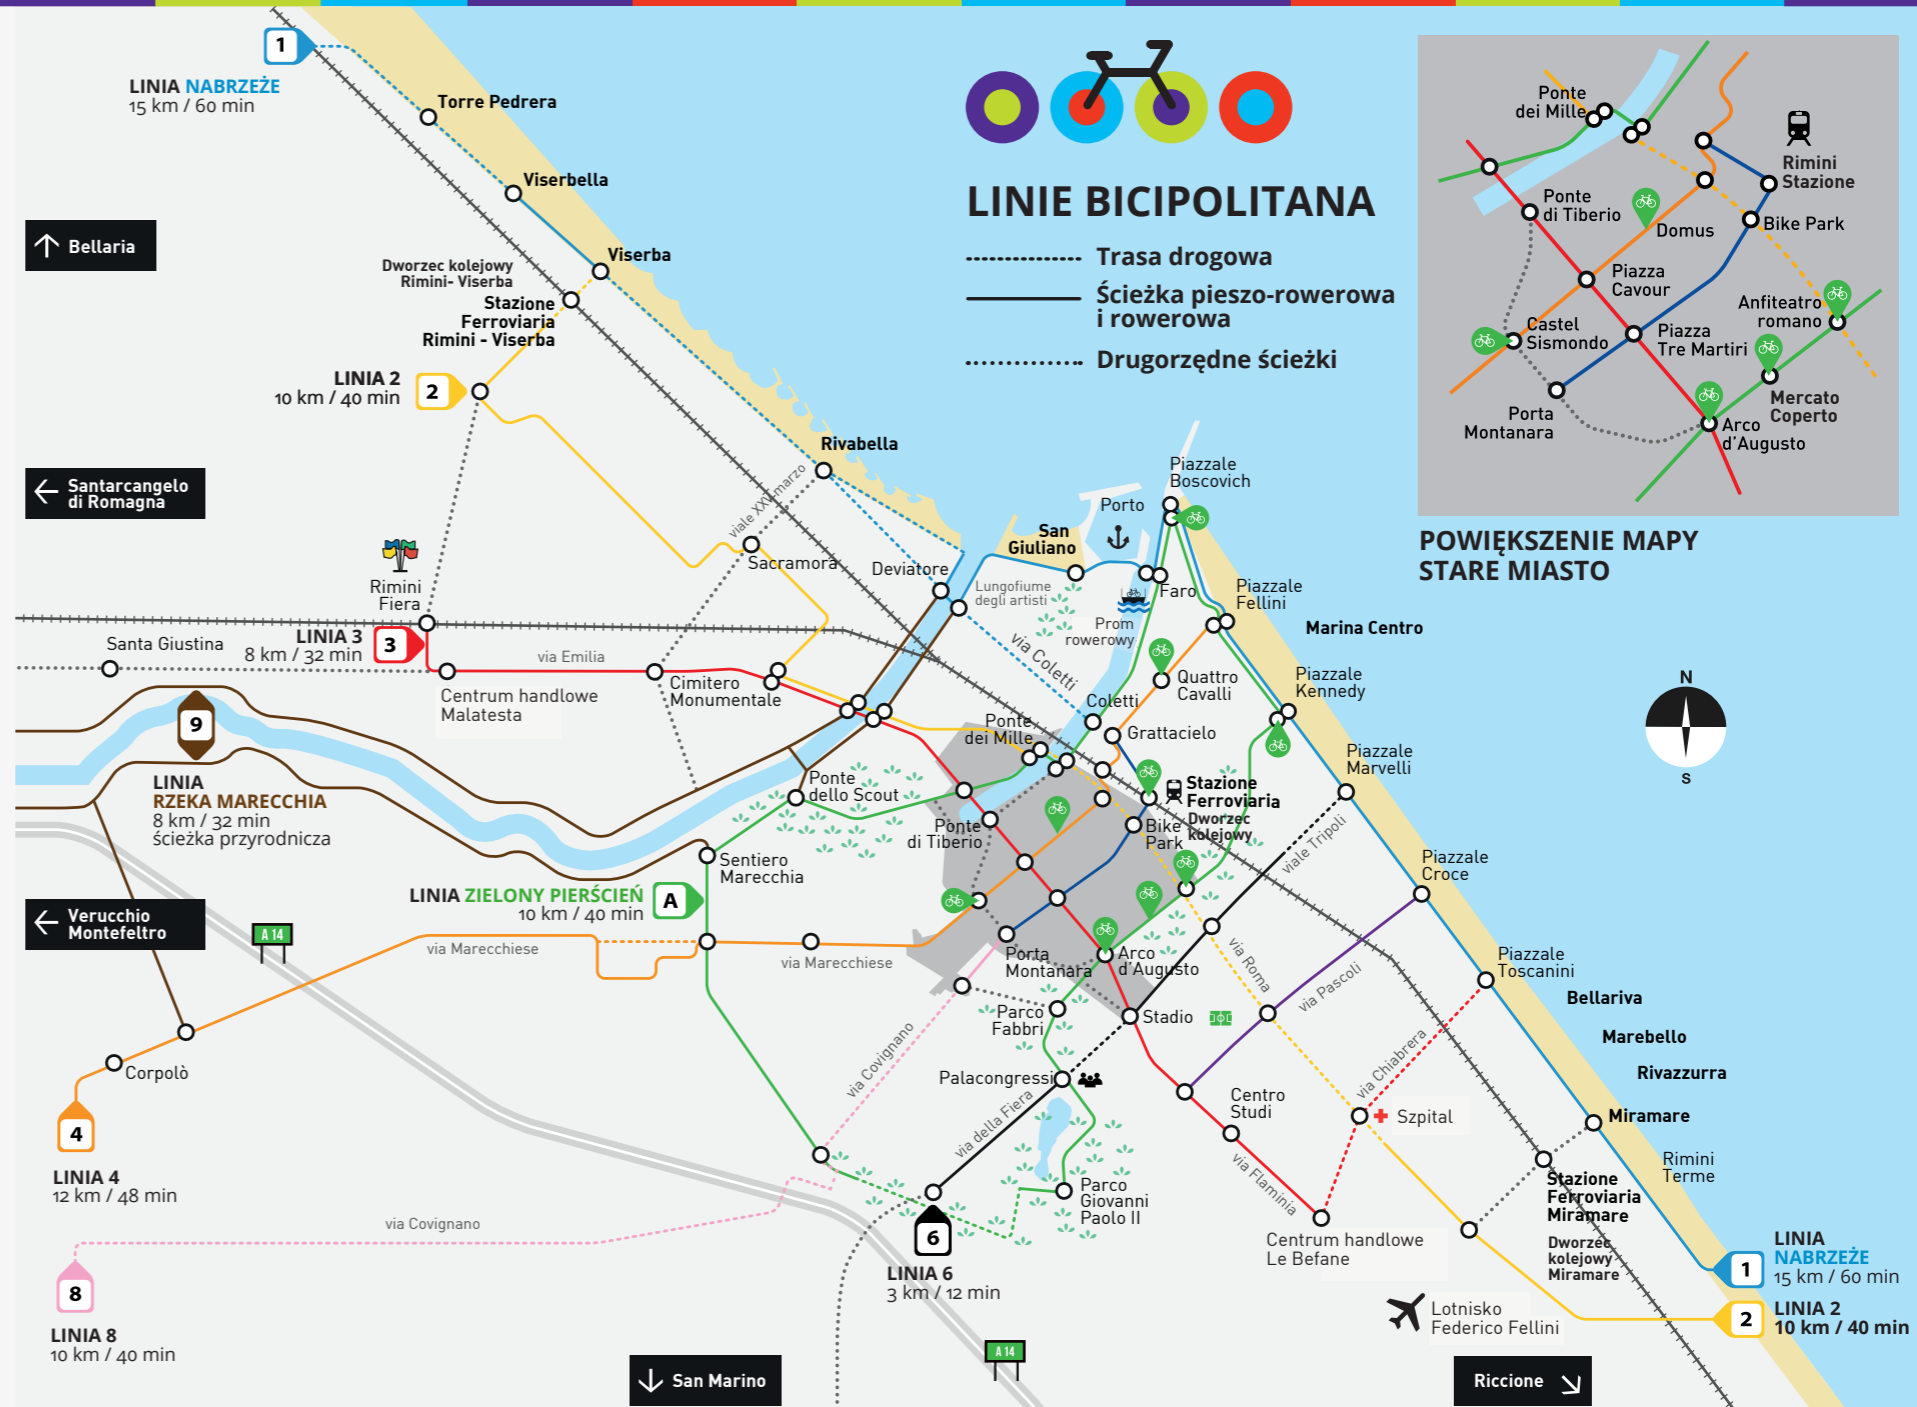 1
LINIA NABRZEŻE
15 km / 60 min
Torre Pedrera
Viserbella
Viserba
Bellaria
Dworzec kolejowy
Rimini- Viserba
Stazione
Ferroviaria
Rimini - Viserba
LINIA 2
10 km / 40 min
2
Rivabella
viale XXV marzo
Santarcangelo
di Romagna
Sacramora
Deviatore
Rimini
Fiera
LINIA 3
8 km / 32 min
3
Santa Giustina
via Emilia
Centrum handlowe
Malatesta
Cimitero
Monumentale
9
LINIA
RZEKA MARECCHIA
8 km / 32 min
ścieżka przyrodnicza
LINIE BICIPOLITANA
Trasa drogowa
Ścieżka pieszo-rowerowa
i rowerowa
Drugorzędne ścieżki
Ponte
dei Mille
Rimini
Stazione
Ponte
di Tiberio
Domus
Bike Park
Piazza
Cavour
Anfiteatro
romano
Castel
Sismondo
Piazza
Tre Martiri
Mercato
Coperto
Porta
Montanara
Arco
d'Augusto
POWIĘKSZENIE MAPY
STARE MIASTO
Piazzale
Boscovich
Porto
San
Giuliano
Lungofiume
degli artisti
Faro
Prom
rowerowy
Piazzale
Fellini
Marina Centro
via Coletti
Quattro
Cavalli
Piazzale
Kennedy
Coletti
Grattacielo
Ponte
dei Mille
Piazzale
Marvelli
Stazione
Ferroviaria
Dworzec
kolejowy
Ponte
dello Scout
Ponte
di Tiberio
Bike
Park
viale Tripoli
Piazzale
Croce
Sentiero
Marecchia
LINIA ZIELONY PIERŚCIEŃ
10 km / 40 min
A
Verucchio
Montefeltro
A 14
via Marecchiese
via Marecchiese
Porta
Montanara
Arco
d'Augusto
via Roma
via Pascoli
Piazzale
Toscanini
Bellariva
Marebello
Rivazzurra
Miramare
Parco
Fabbri
Stadio
via Covignano
Palacongressi
via Chiabrera
Szpital
Centro
Studi
via della Fiera
via Flaminia
Corpolò
4
LINIA 4
12 km / 48 min
Parco
Giovanni
Paolo II
Rimini
Terme
Stazione
Ferroviaria
Miramare
Dworzec
kolejowy
Miramare
via Covignano
8
LINIA 8
10 km / 40 min
6
LINIA 6
3 km / 12 min
Centrum handlowe
Le Befane
Lotnisko
Federico Fellini
1
LINIA
NABRZEŻE
15 km / 60 min
2
LINIA 2
10 km / 40 min
A 14
San Marino
Riccione
N
S